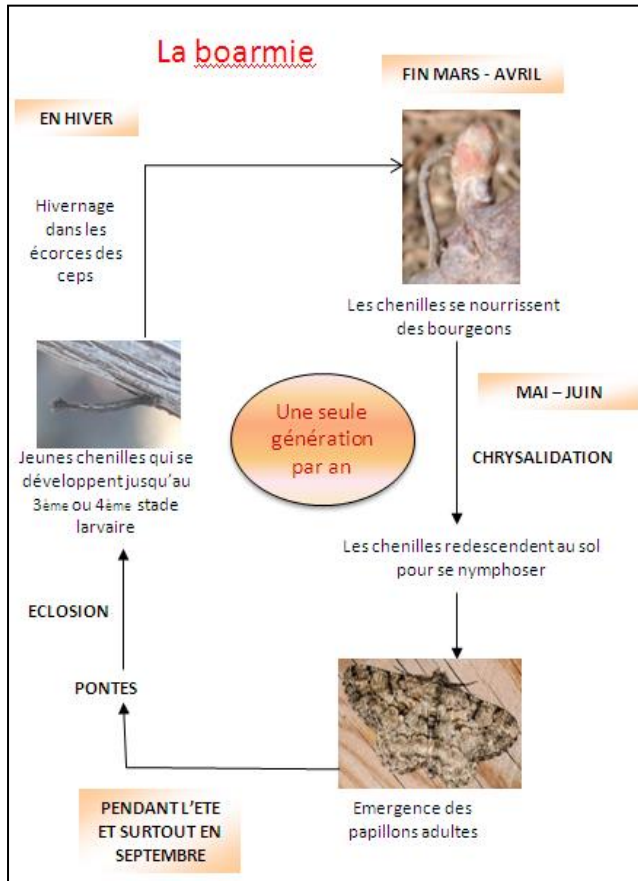 La boarmie
FIN MARS - AVRIL
EN HIVER
Hivernage
dans les
écorces des
ceps
Les chenilles se nourrissent
des bourgeons
MAI – JUIN
Une seule
génération
par an
CHRYSALIDATION
Jeunes chenilles qui se
développent jusqu'au
3ème ou 4ème stade
larvaire
Les chenilles redescendent au sol
pour se nymphoser
ECLOSION
PONTES
PENDANT L'ETE
ET SURTOUT EN
SEPTEMBRE
Emergence des
papillons adultes